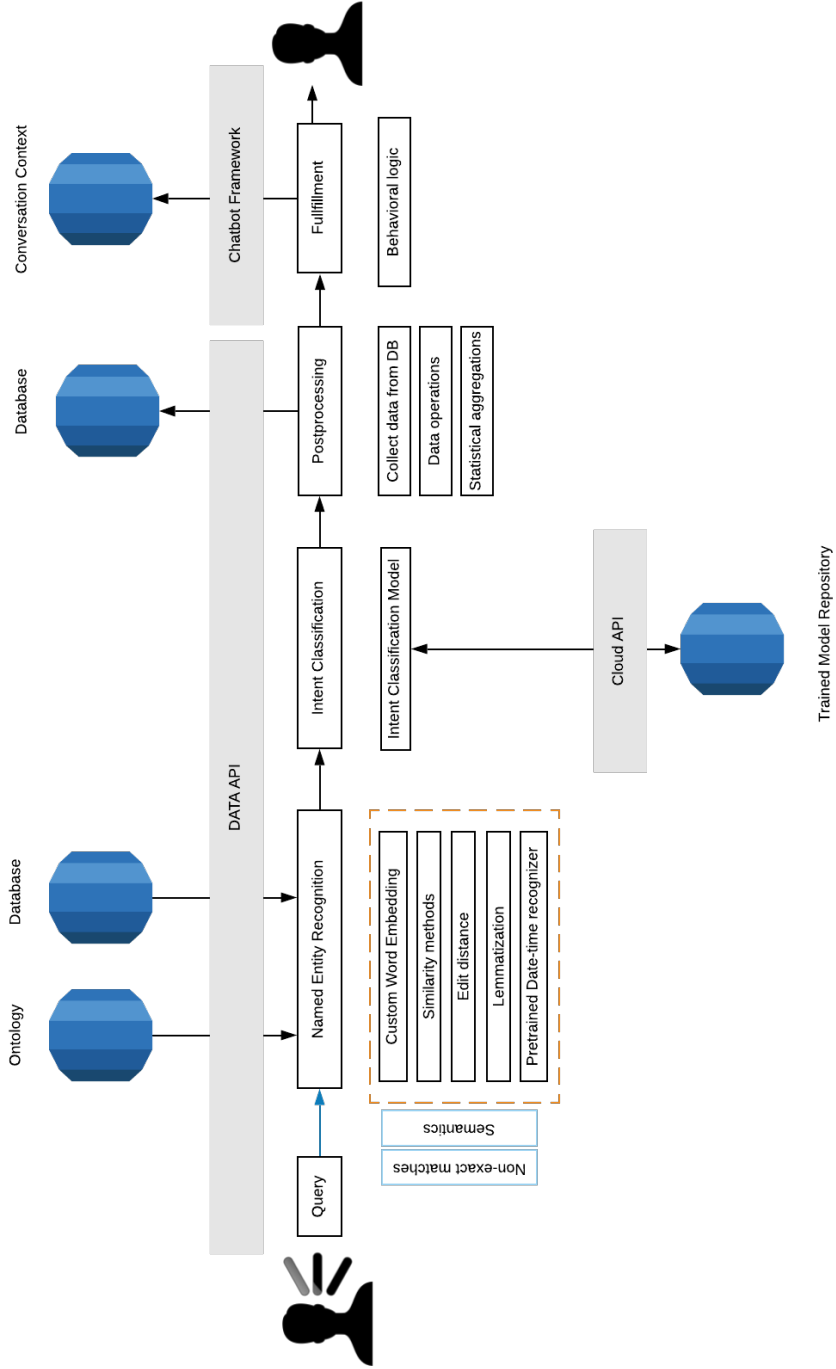 Ontology
Database
Database
Conversation Context
DATA API
Chatbot Framework
Query
Named Entity Recognition
Intent Classification
Postprocessing
Fullfillment
Non-exact matches
Semantics
Custom Word Embedding
Similarity methods
Edit distance
Lemmatization
Pretrained Date-time recognizer
Intent Classification Model
Collect data from DB
Data operations
Statistical aggregations
Behavioral logic
Cloud API
Trained Model Repository